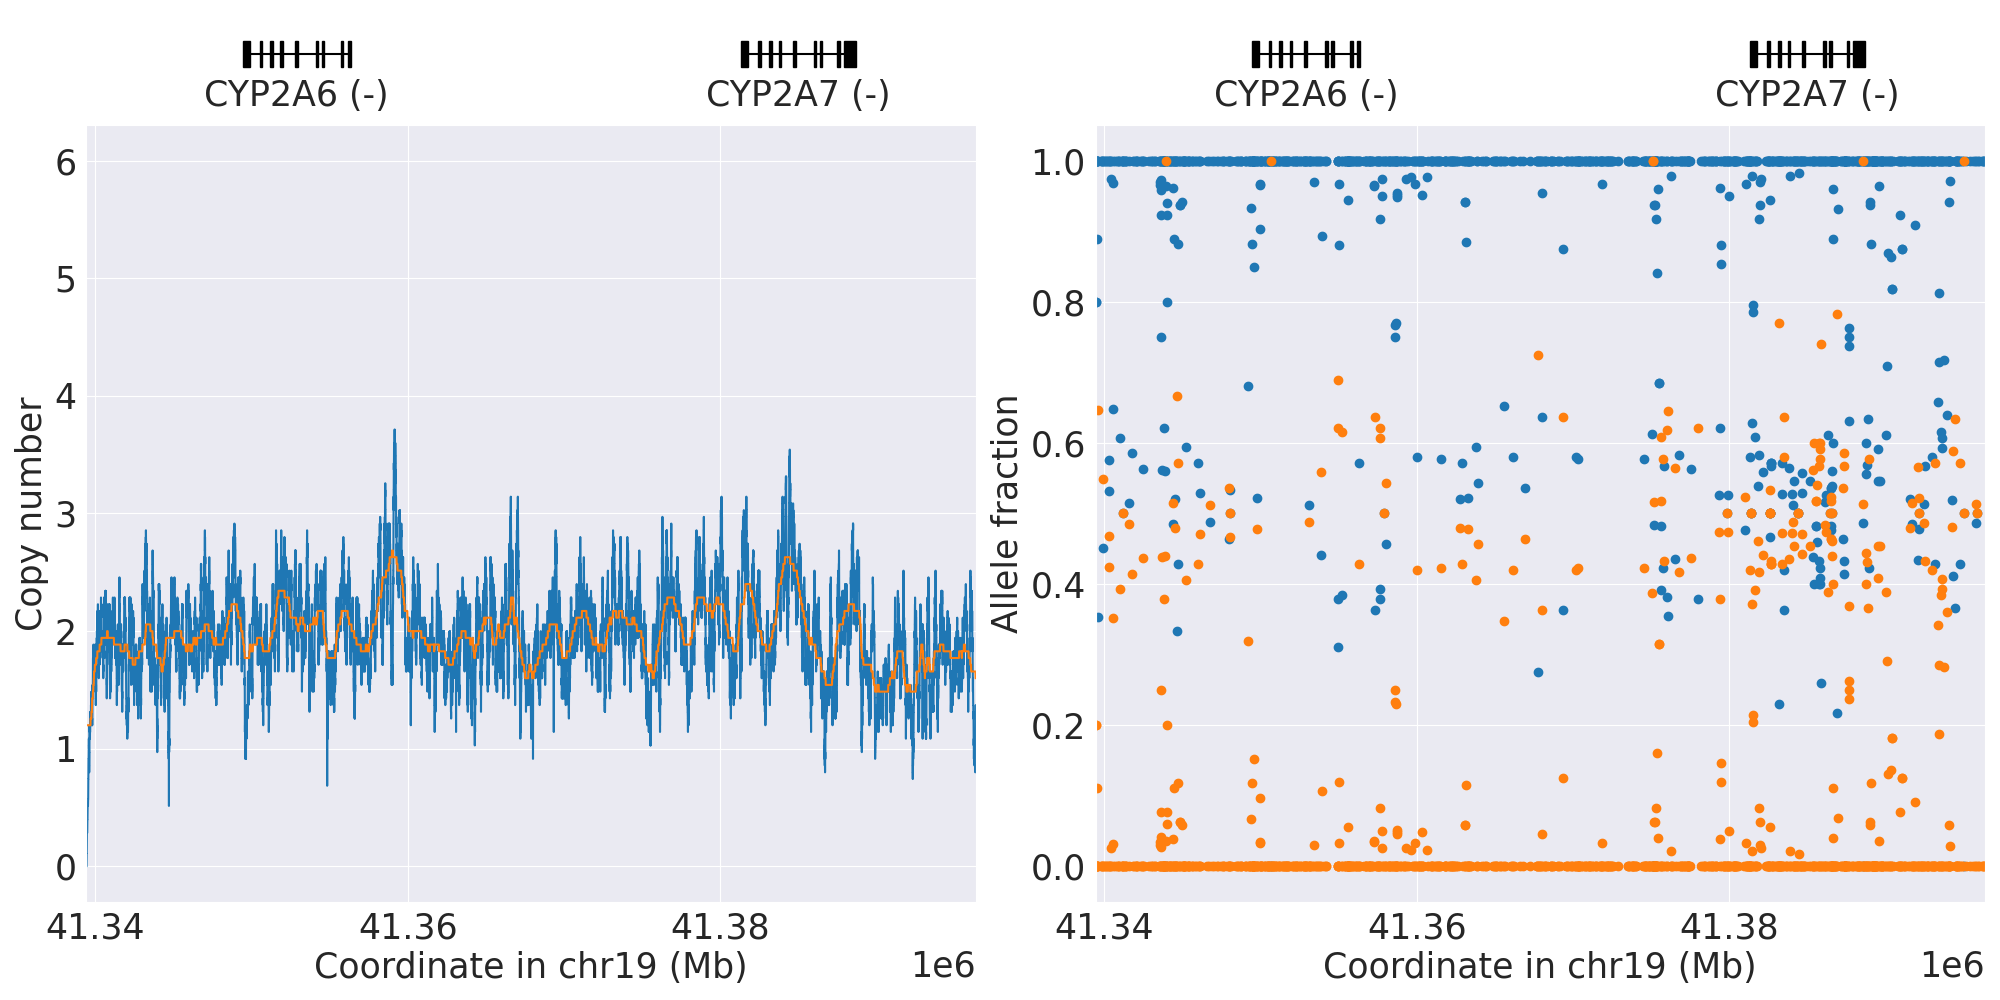 CYP2A6 (-) CYP2A7 (-)
CYP2A6 (-) CYP2A7 (-)
Copy number
6
5
4
3
2
1
0
41.34 41.36 41.38
Coordinate in chr19 (Mb) 1e6
Allele fraction
1.0
0.8
0.6
0.4
0.2
0.0
41.34 41.36 41.38
Coordinate in chr19 (Mb) 1e6